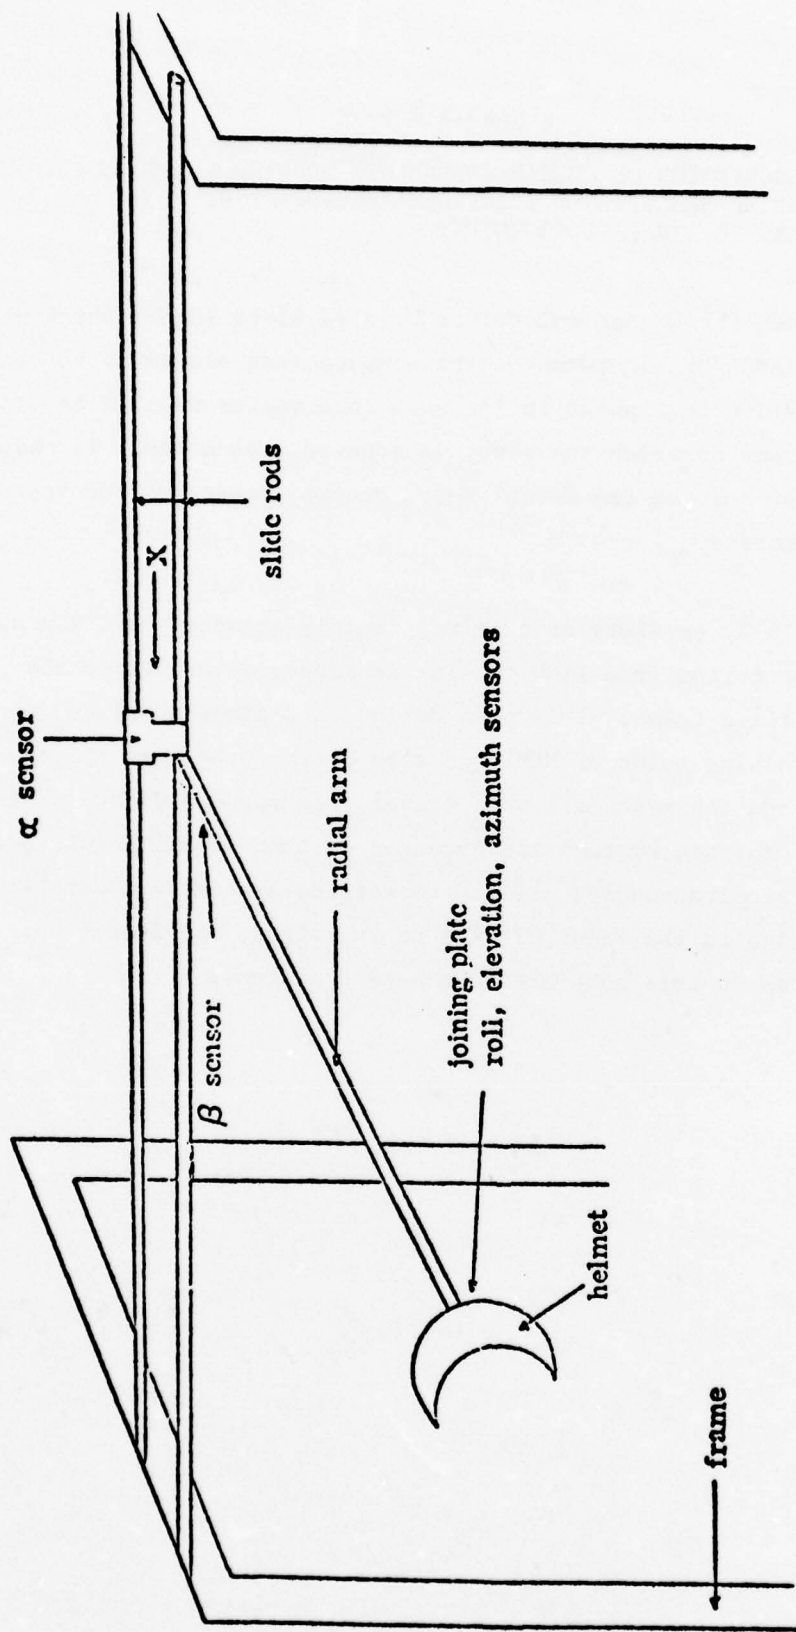 α sensor
X
slide rods
β sensor
radial arm
joining plate
roll, elevation, azimuth sensors
helmet
frame